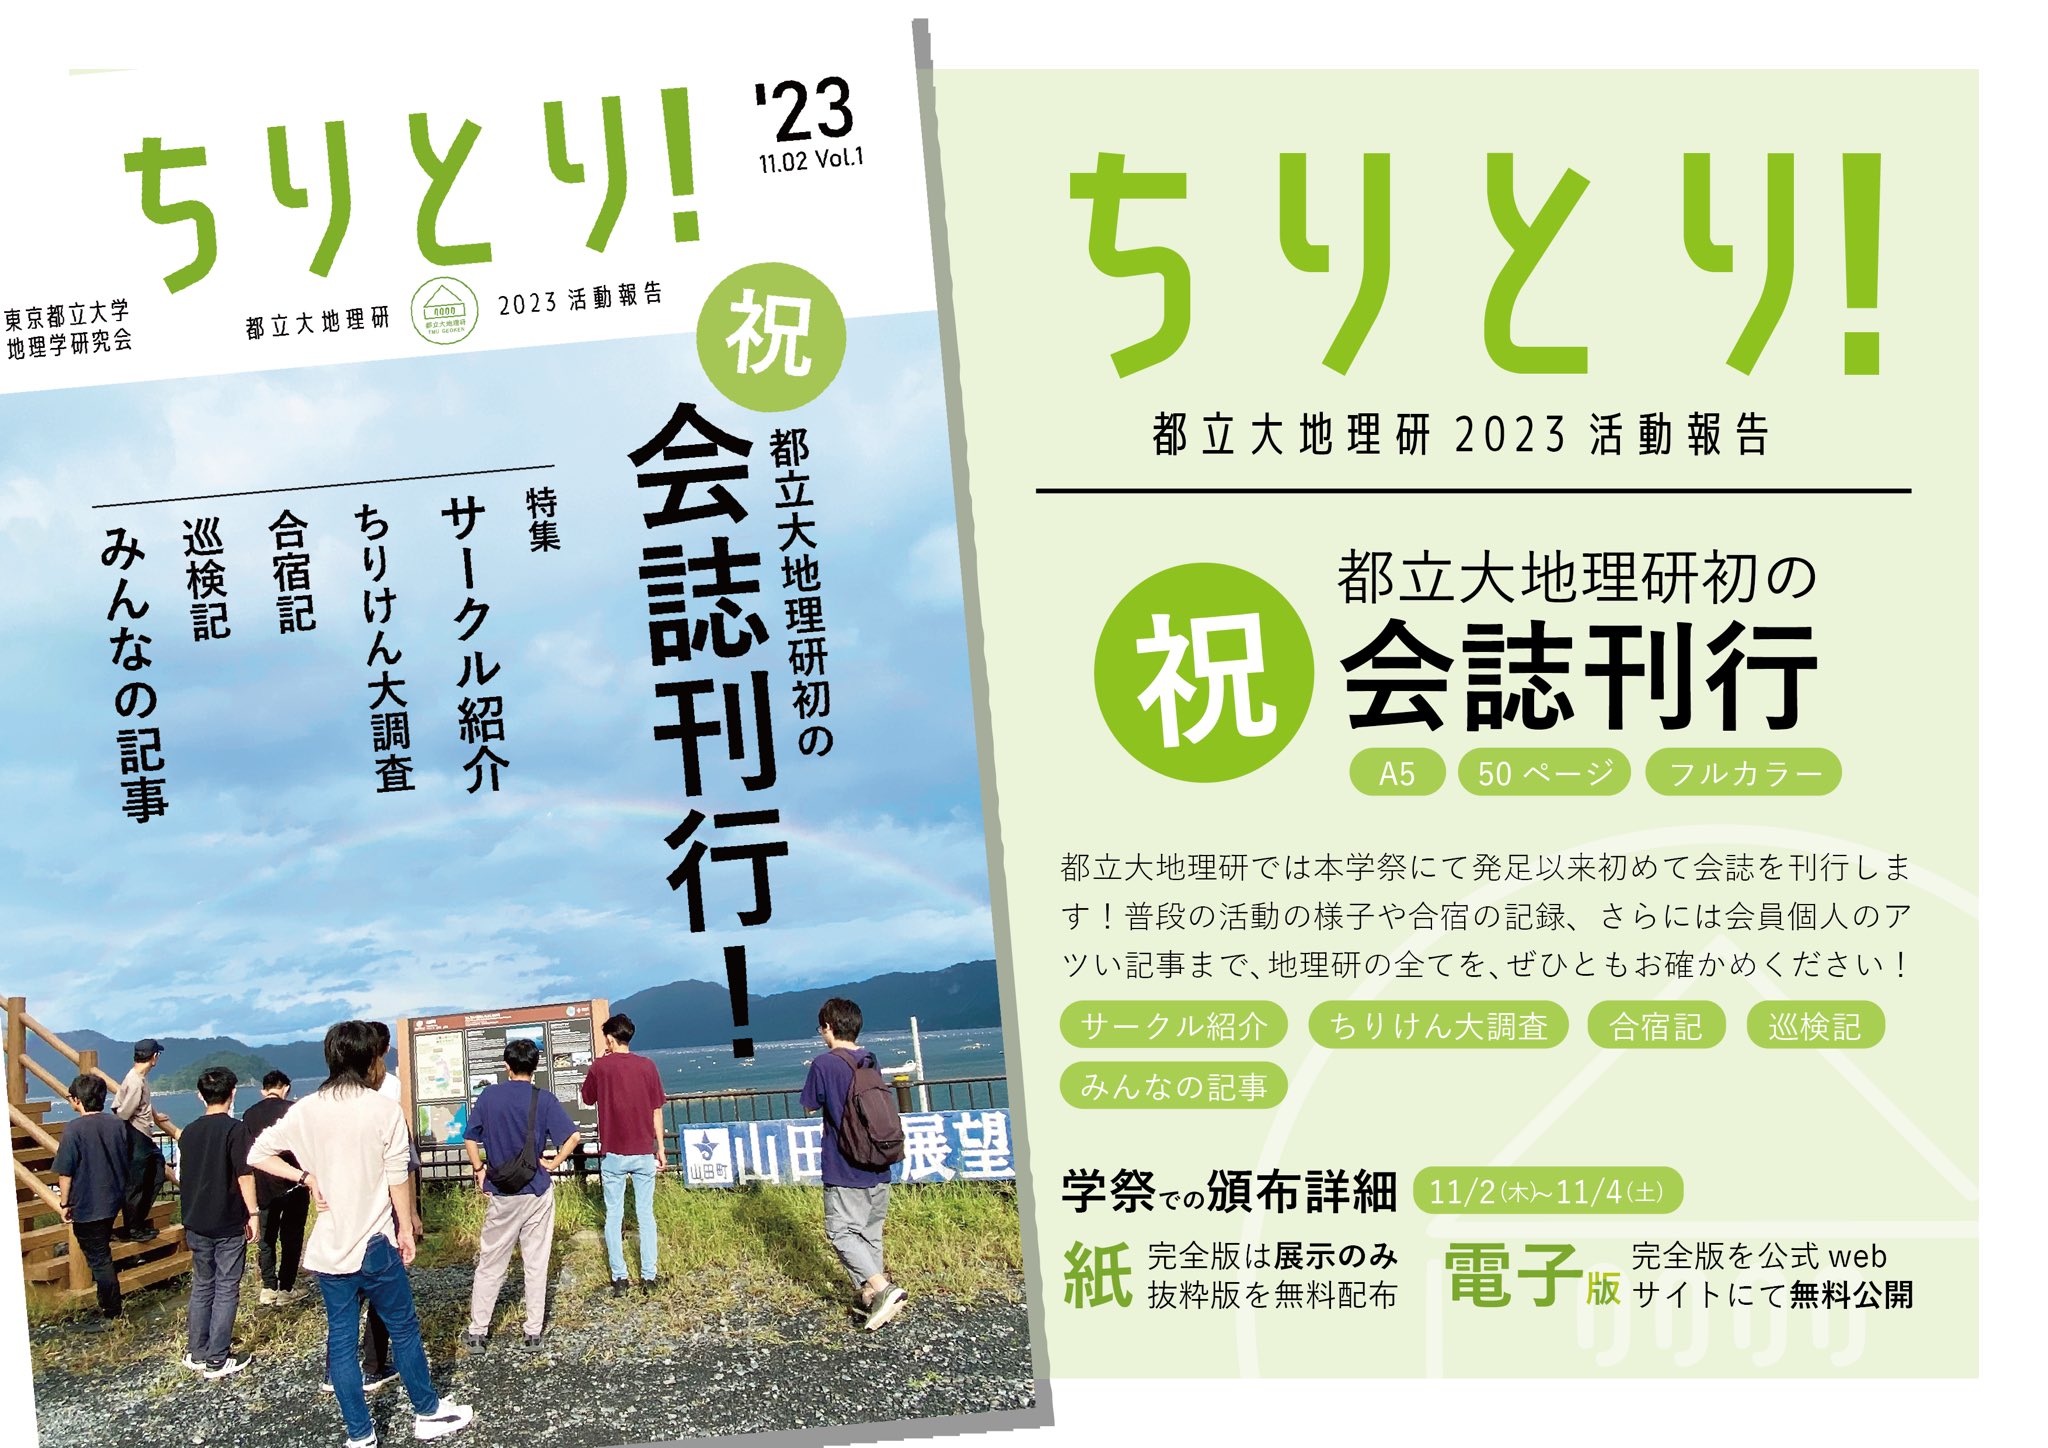 ちりとり!
'23
11.02 Vol.1
東京都立大学
地理学研究会
都立大地理研
都立大地理研
TMU GEOKEN
2023 活動報告
祝
都立大地理研初の
会誌刊行!
特集
サークル紹介
ちりけん大調査
合宿記
巡検記
みんなの記事
山田町
山田
展望
ちりとり!
都立大地理研 2023 活動報告
祝
都立大地理研初の
会誌刊行
A5
50 ページ
フルカラー
都立大地理研では本学祭にて発足以来初めて会誌を刊行しま
す!普段の活動の様子や合宿の記録、さらには会員個人のア
ツい記事まで、地理研の全てを、ぜひともお確かめください!
サークル紹介
ちりけん大調査
合宿記
巡検記
みんなの記事
学祭での頒布詳細
11/2(木)~11/4(土)
紙
完全版は展示のみ
抜粋版を無料配布
電子版
完全版を公式 web
サイトにて無料公開